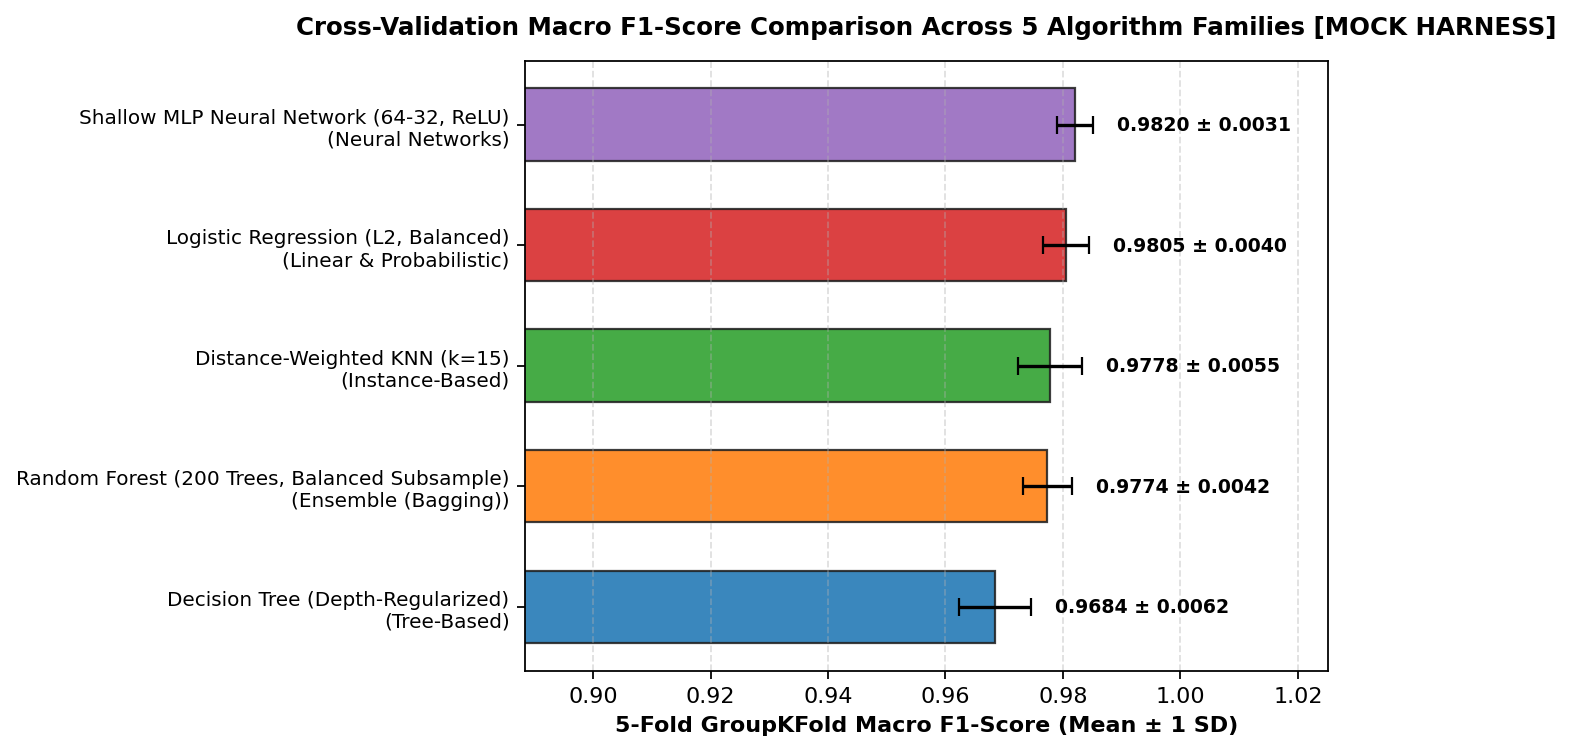 Cross-Validation Macro F1-Score Comparison Across 5 Algorithm Families [MOCK HARNESS]
Shallow MLP Neural Network (64-32, ReLU)
(Neural Networks)
0.9820 ± 0.0031
Logistic Regression (L2, Balanced)
(Linear & Probabilistic)
0.9805 ± 0.0040
Distance-Weighted KNN (k=15)
(Instance-Based)
0.9778 ± 0.0055
Random Forest (200 Trees, Balanced Subsample)
(Ensemble (Bagging))
0.9774 ± 0.0042
Decision Tree (Depth-Regularized)
(Tree-Based)
0.9684 ± 0.0062
0.90 0.92 0.94 0.96 0.98 1.00 1.02
5-Fold GroupKFold Macro F1-Score (Mean ± 1 SD)